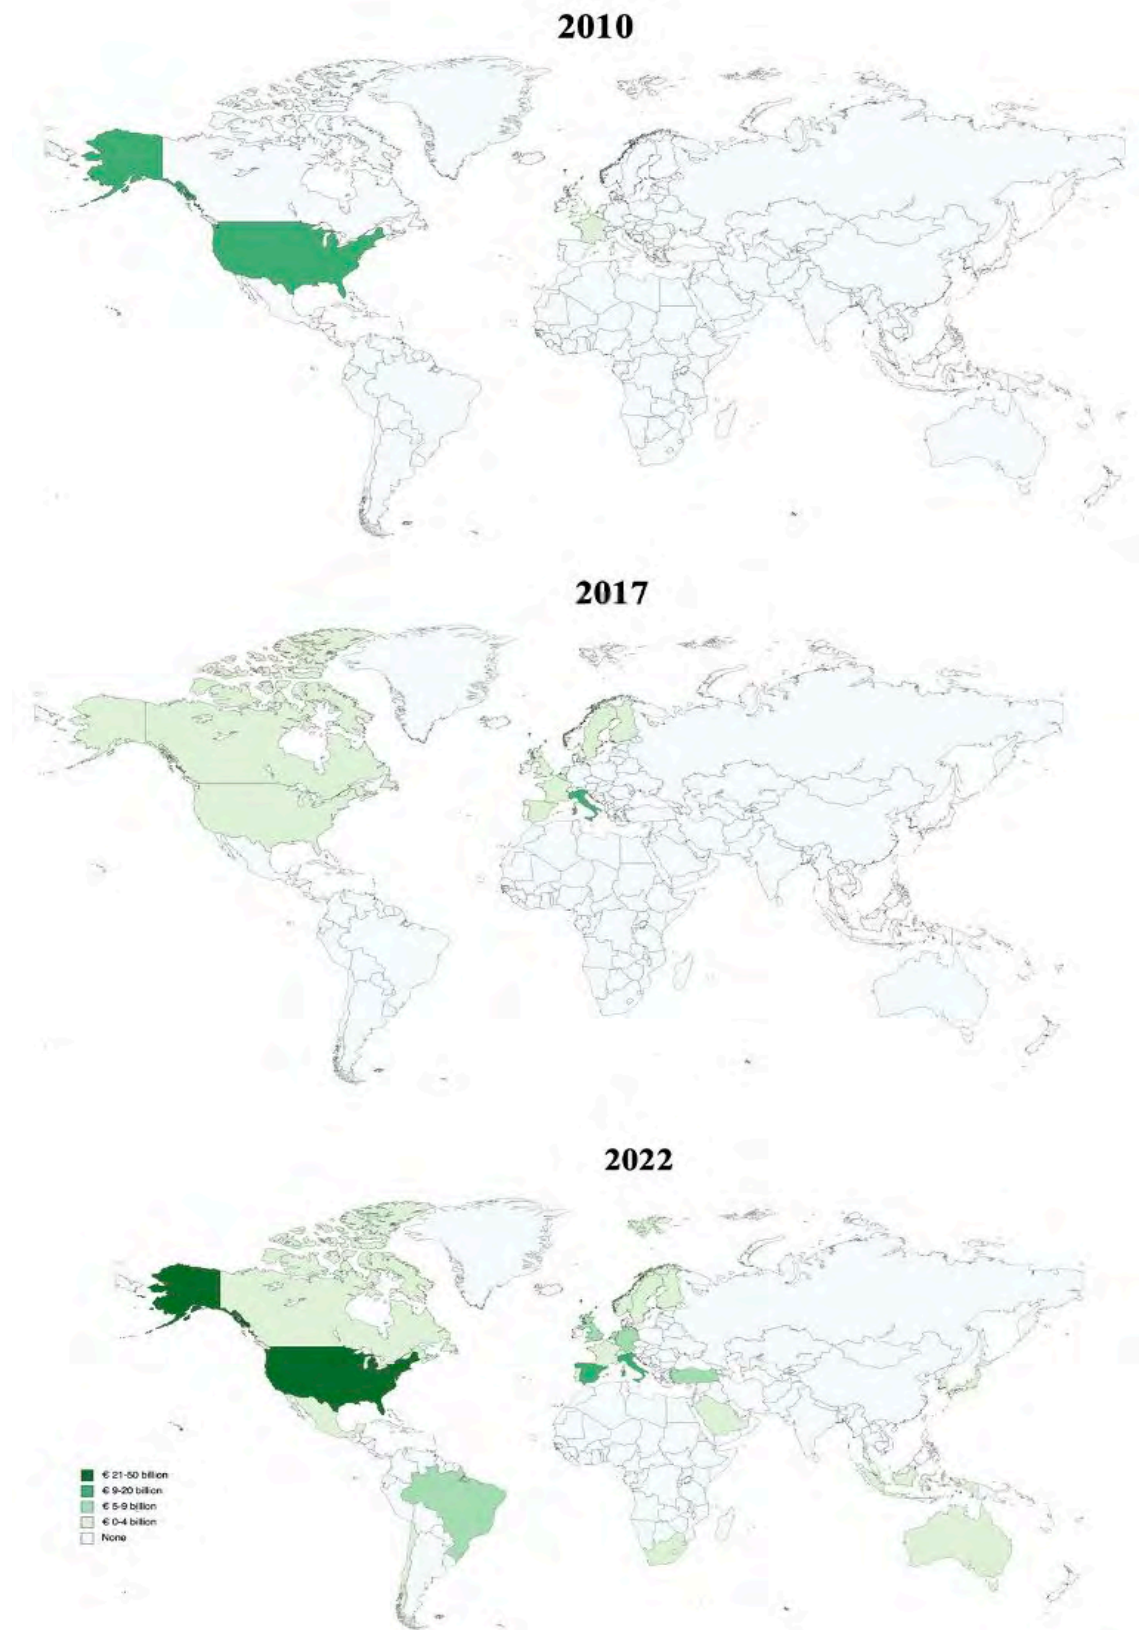 2010
2017
2022
€ 21-50 billion
€ 9-20 billion
€ 5-9 billion
€ 0-4 billion
None